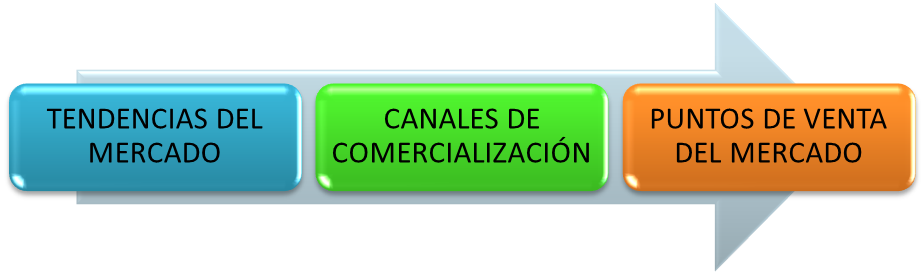 TENDENCIAS DEL
MERCADO
CANALES DE
COMERCIALIZACIÓN
PUNTOS DE VENTA
DEL MERCADO